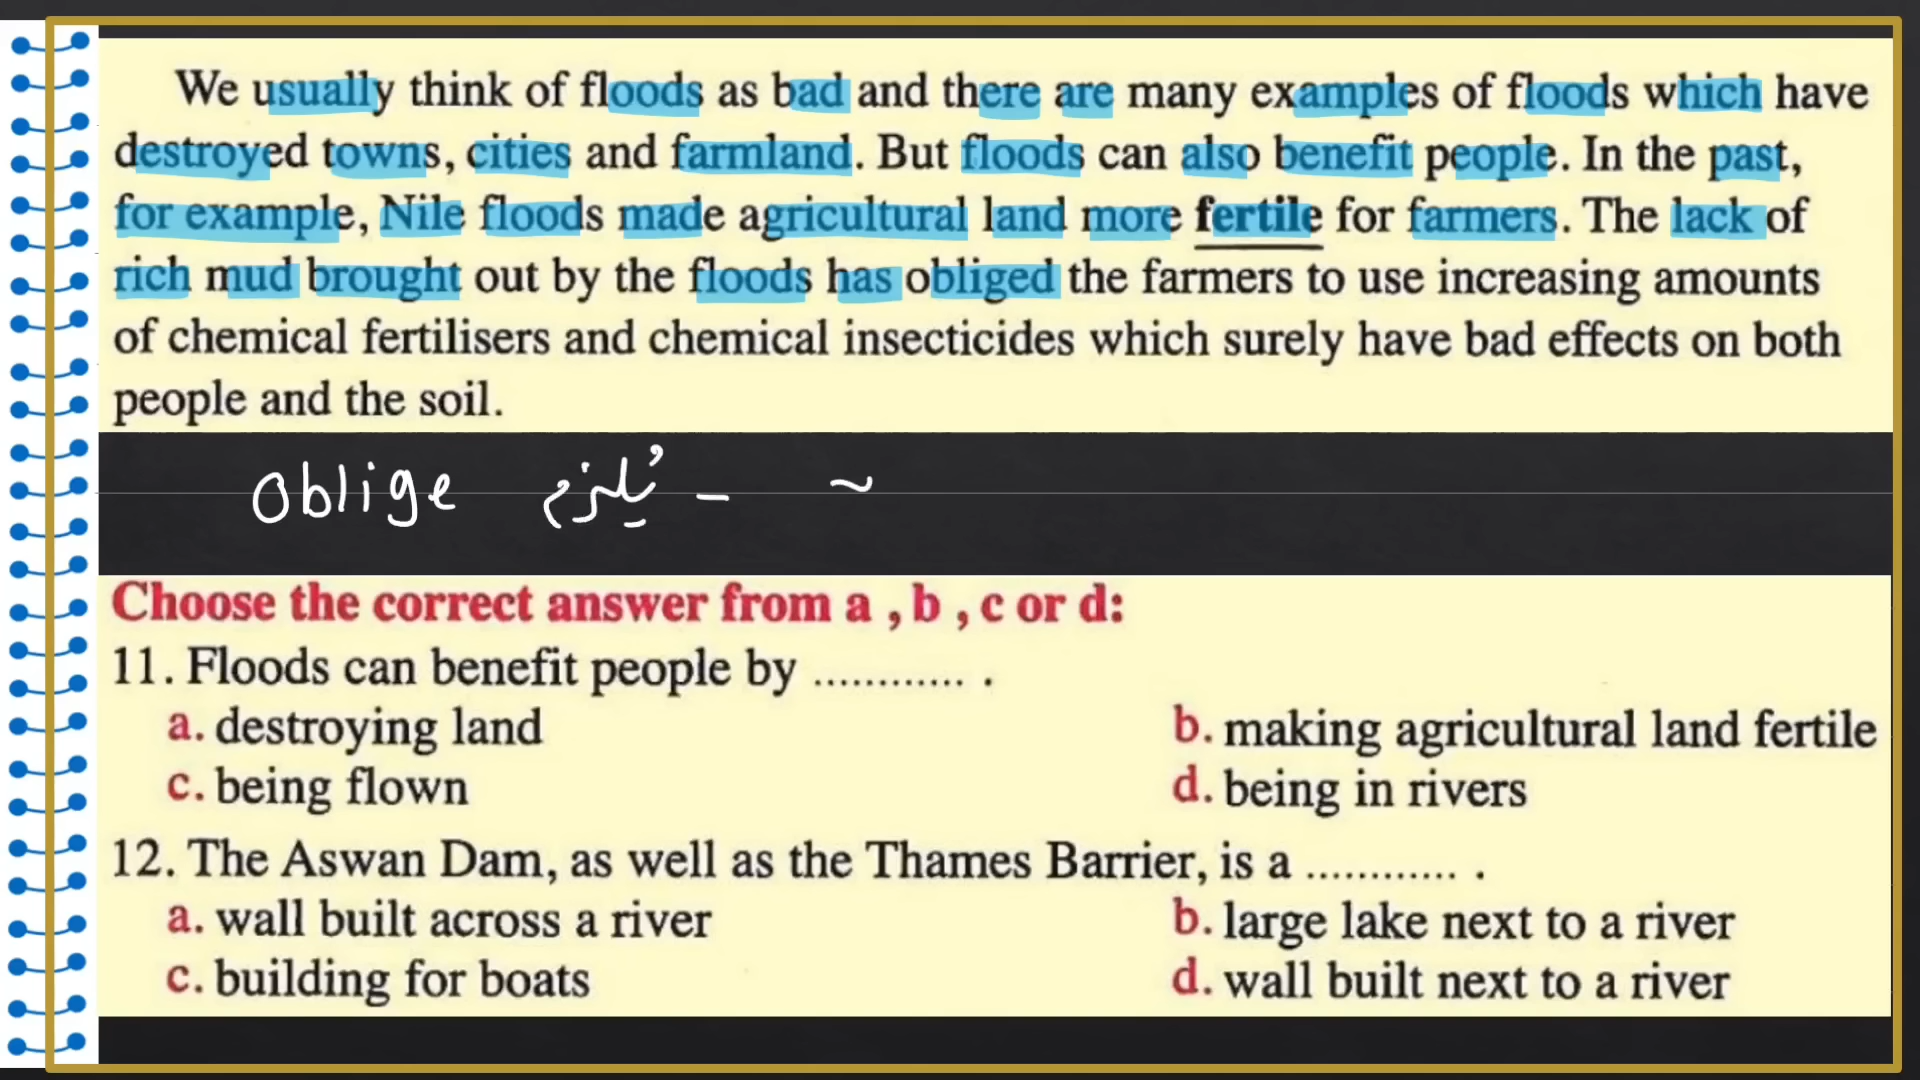 We usually think of floods as bad and there are many examples of floods which have
destroyed towns, cities and farmland. But floods can also benefit people. In the past,
for example, Nile floods made agricultural land more fertile for farmers. The lack of
rich mud brought out by the floods has obliged the farmers to use increasing amounts
of chemical fertilisers and chemical insecticides which surely have bad effects on both
people and the soil.
oblige يُلزم - ~
Choose the correct answer from a , b , c or d:
11. Floods can benefit people by ............ .
a. destroying land b. making agricultural land fertile
c. being flown d. being in rivers
12. The Aswan Dam, as well as the Thames Barrier, is a ............ .
a. wall built across a river b. large lake next to a river
c. building for boats d. wall built next to a river